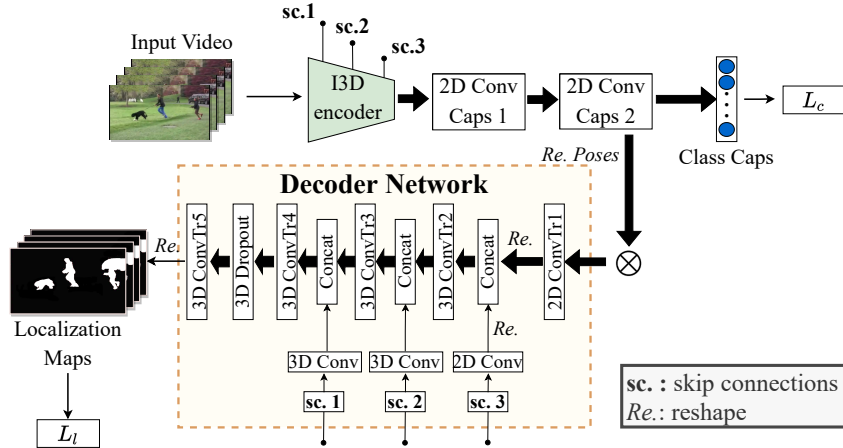 sc.1
sc.2
sc.3
Input Video
I3D
encoder
2D Conv
Caps 1
2D Conv
Caps 2
Class Caps
L_c
Re. Poses
Decoder Network
3D ConvTr5
3D Dropout
3D ConvTr4
Concat
3D ConvTr3
Concat
3D ConvTr2
Concat
2D ConvTr1
Re.
Re.
Re.
3D Conv
3D Conv
2D Conv
sc. 1
sc. 2
sc. 3
Localization
Maps
L_l
sc. : skip connections
Re.: reshape